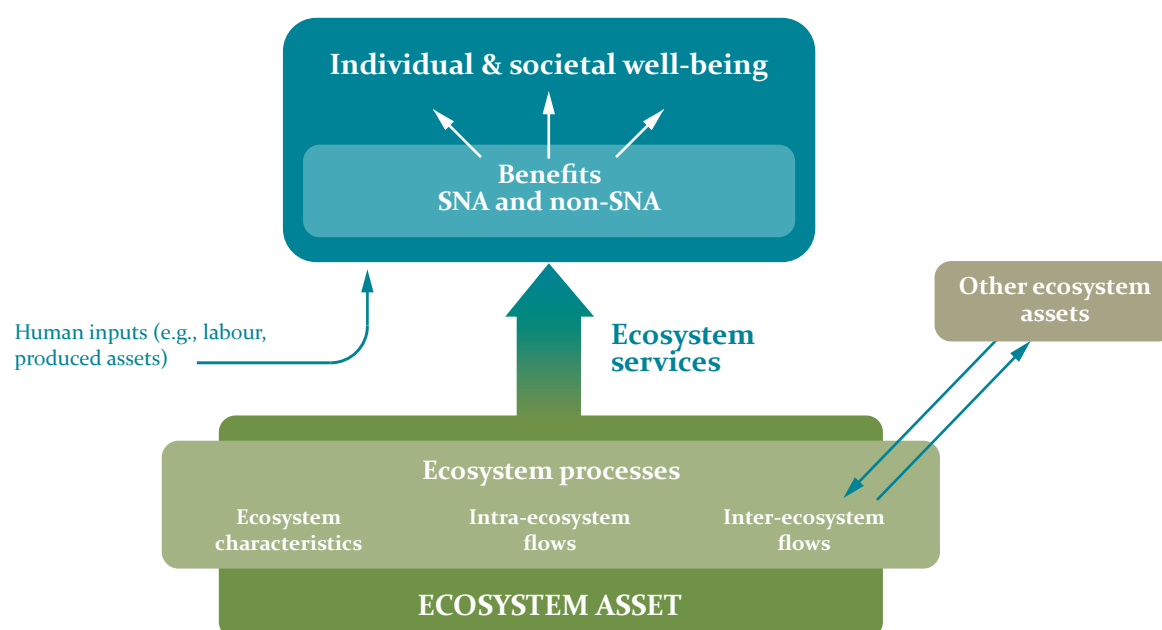 Individual & societal well-being
Benefits
SNA and non-SNA
Other ecosystem
assets
Human inputs (e.g., labour,
produced assets)
Ecosystem
services
Ecosystem processes
Ecosystem
characteristics
Intra-ecosystem
flows
Inter-ecosystem
flows
ECOSYSTEM ASSET